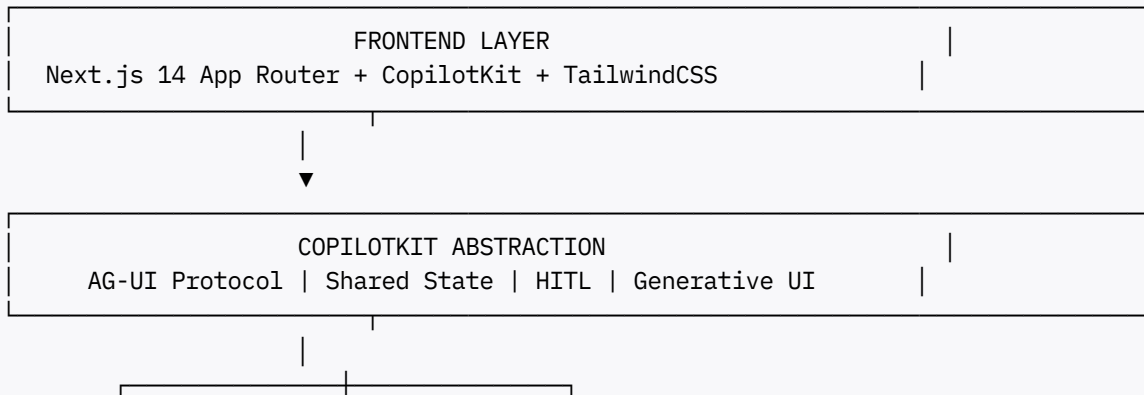 FRONTEND LAYER
Next.js 14 App Router + CopilotKit + TailwindCSS
COPILOTKIT ABSTRACTION
AG-UI Protocol | Shared State | HITL | Generative UI